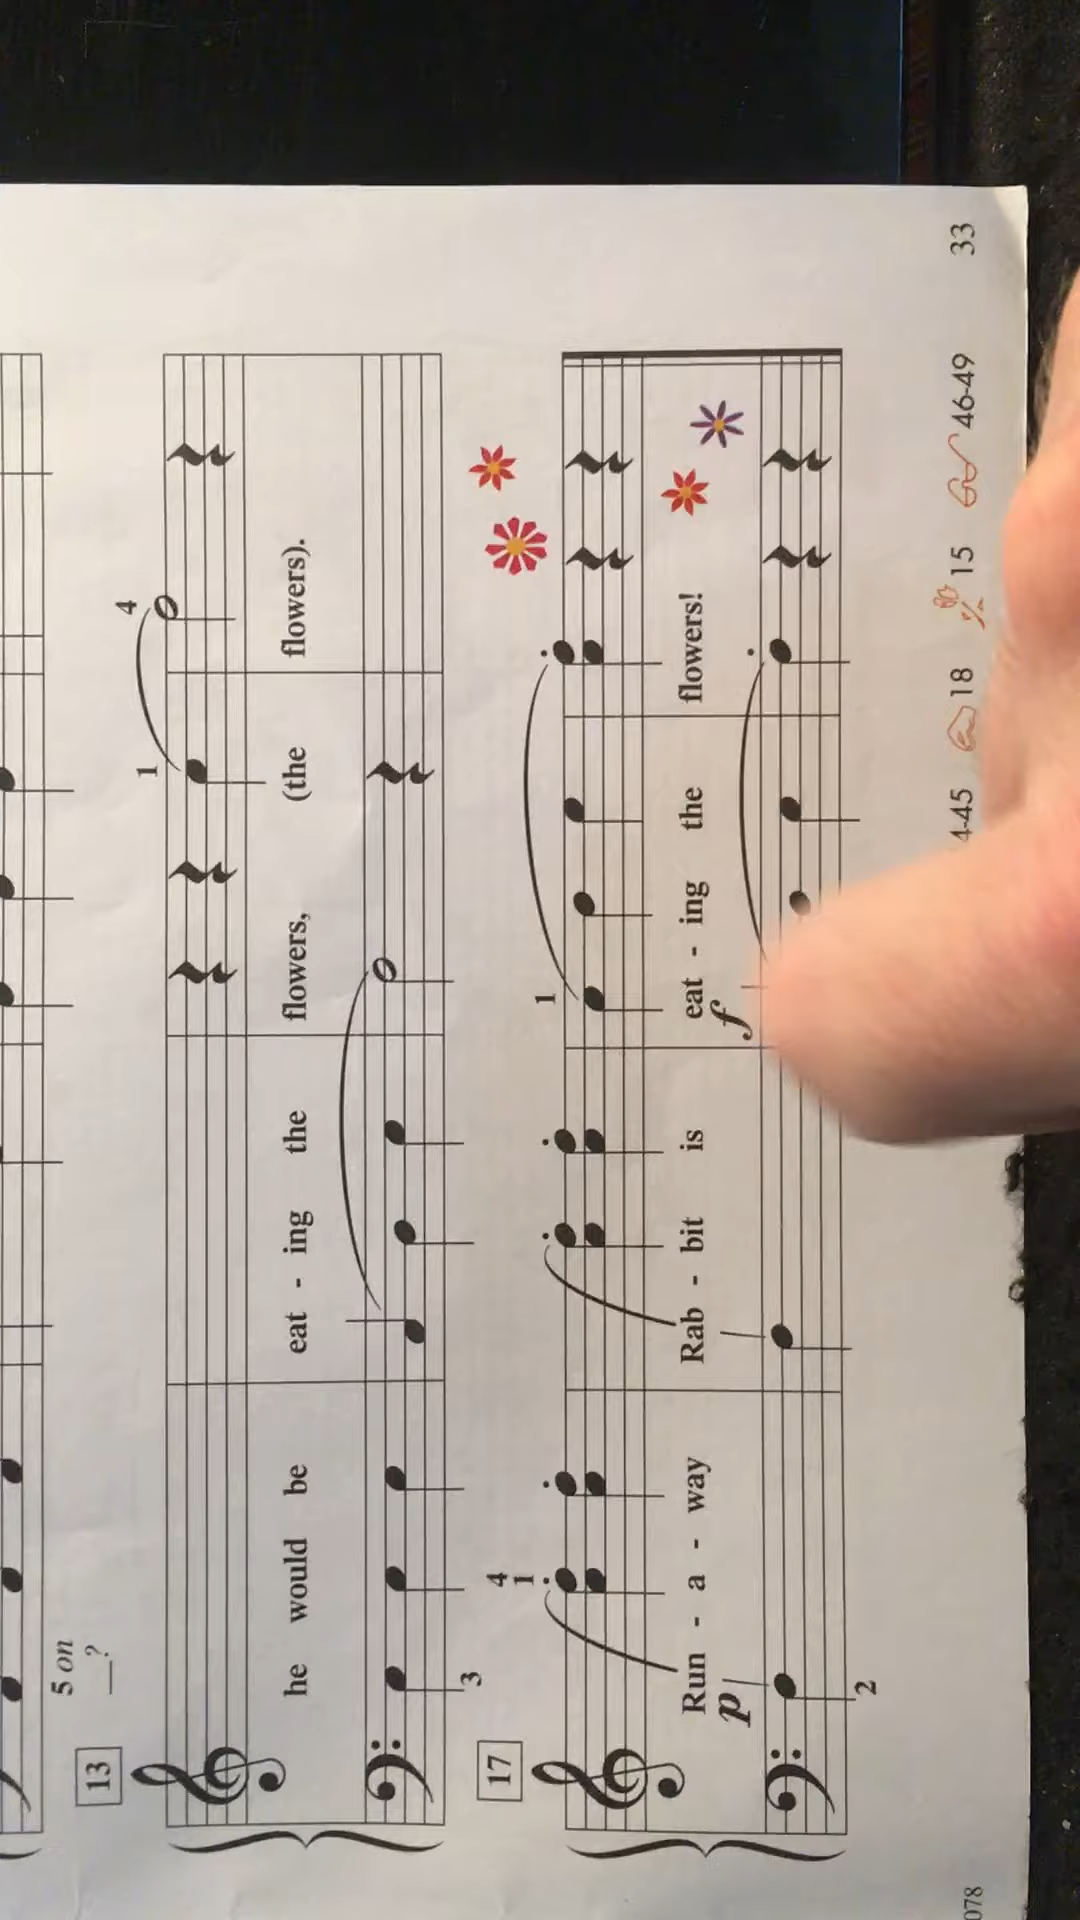 5 on
__?
13
1 4
he would be eat - ing the flowers, (the flowers).
3
17
4
1 1
Run - a - way Rab - bit is eat - ing the flowers!
p f
2
078 4-45 18 15 46-49 33